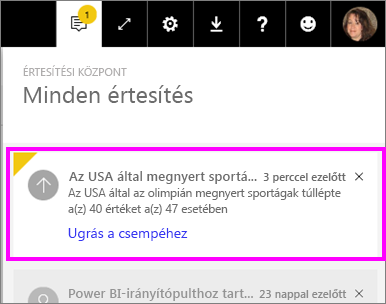 1
?
ÉRTESÍTÉSI KÖZPONT
Minden értesítés
Az USA által megnyert sportá... 3 perccel ezelőtt
Az USA által az olimpián megnyert sportágak túllépte
a(z) 40 értéket a(z) 47 esetében
Ugrás a csempéhez
Power BI-irányítópulthoz tart... 23 nappal ezelőtt